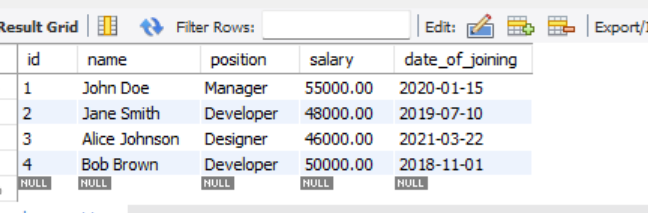 Result Grid Filter Rows: Edit: Export/I
id name position salary date_of_joining
1 John Doe Manager 55000.00 2020-01-15
2 Jane Smith Developer 48000.00 2019-07-10
3 Alice Johnson Designer 46000.00 2021-03-22
4 Bob Brown Developer 50000.00 2018-11-01
NULL NULL NULL NULL NULL